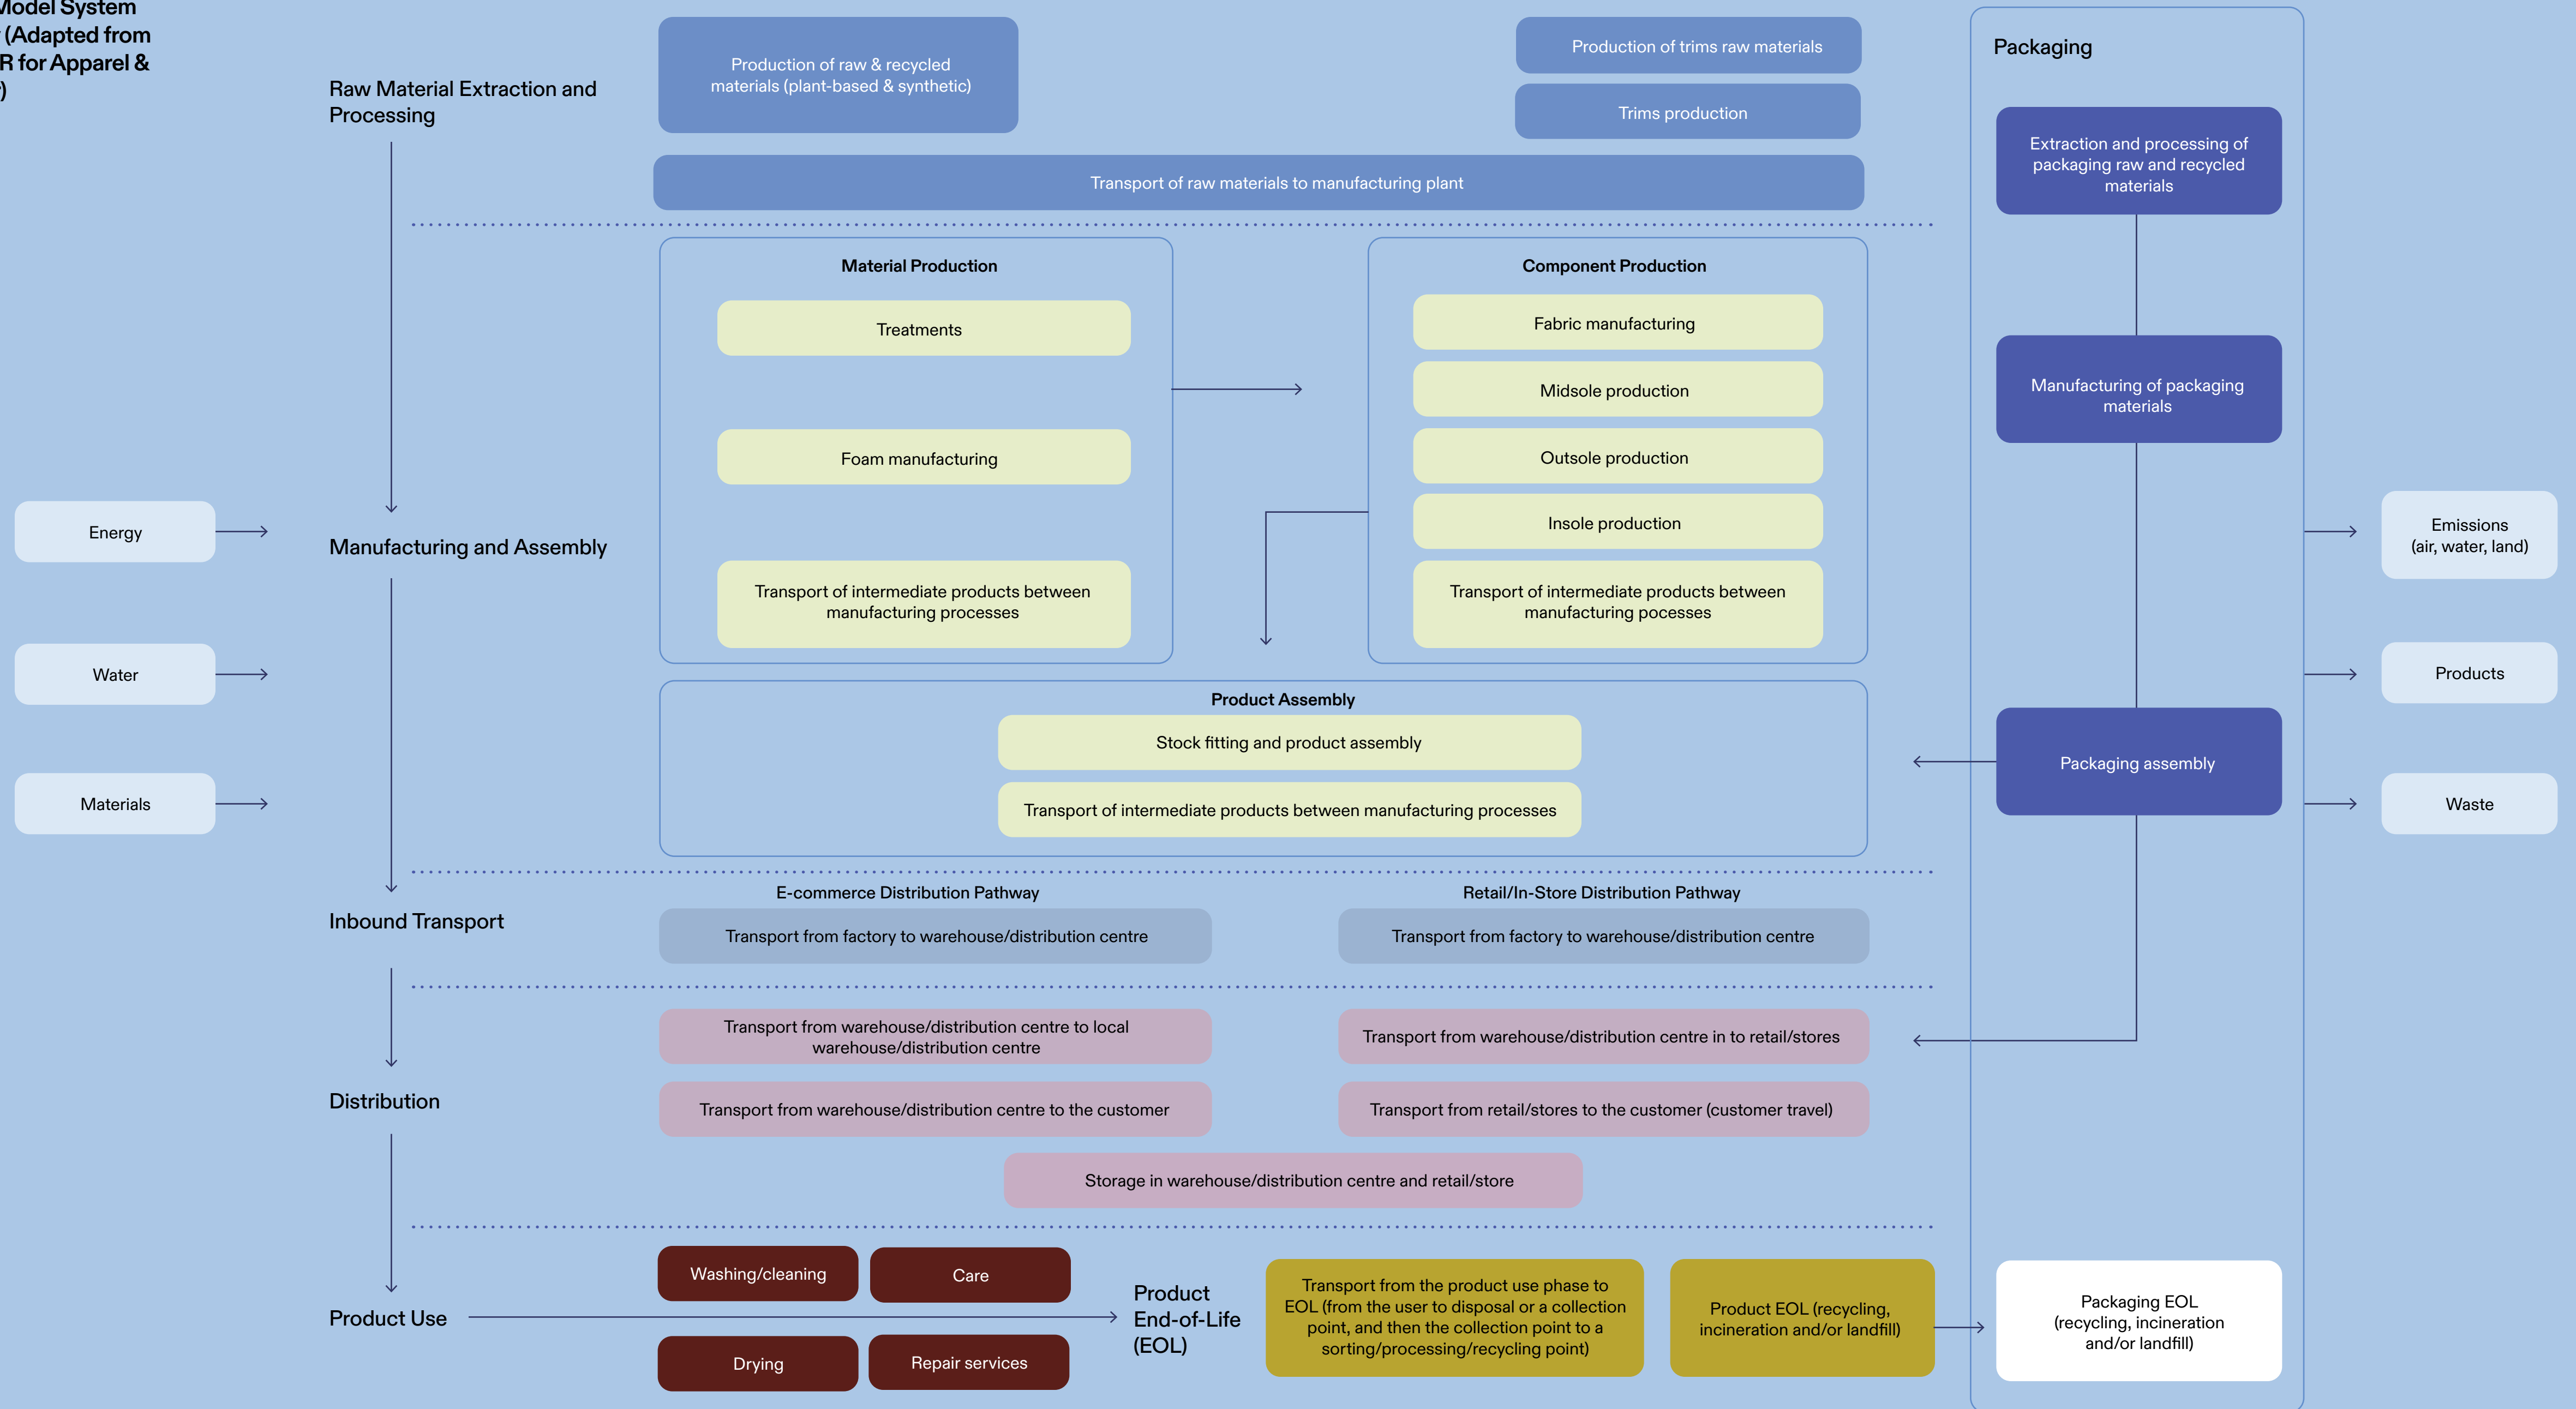 Model System
(Adapted from
R for Apparel &
)
Raw Material Extraction and
Processing
Production of raw & recycled
materials (plant-based & synthetic)
Production of trims raw materials
Trims production
Transport of raw materials to manufacturing plant
Packaging
Extraction and processing of
packaging raw and recycled
materials
Manufacturing of packaging
materials
Packaging assembly
Material Production
Treatments
Foam manufacturing
Transport of intermediate products between
manufacturing processes
Component Production
Fabric manufacturing
Midsole production
Outsole production
Insole production
Transport of intermediate products between
manufacturing pocesses
Energy
Water
Materials
Manufacturing and Assembly
Emissions
(air, water, land)
Products
Waste
Product Assembly
Stock fitting and product assembly
Transport of intermediate products between manufacturing processes
Inbound Transport
E-commerce Distribution Pathway
Transport from factory to warehouse/distribution centre
Retail/In-Store Distribution Pathway
Transport from factory to warehouse/distribution centre
Distribution
Transport from warehouse/distribution centre to local
warehouse/distribution centre
Transport from warehouse/distribution centre in to retail/stores
Transport from warehouse/distribution centre to the customer
Transport from retail/stores to the customer (customer travel)
Storage in warehouse/distribution centre and retail/store
Product Use
Washing/cleaning
Care
Drying
Repair services
Product
End-of-Life
(EOL)
Transport from the product use phase to
EOL (from the user to disposal or a collection
point, and then the collection point to a
sorting/processing/recycling point)
Product EOL (recycling,
incineration and/or landfill)
Packaging EOL
(recycling, incineration
and/or landfill)